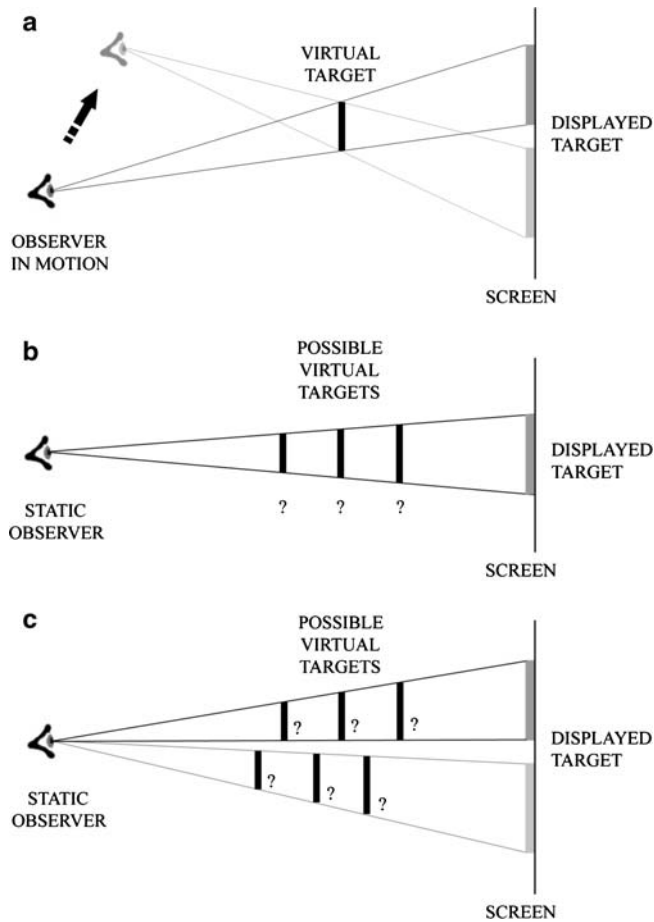 a
VIRTUAL
TARGET
DISPLAYED
TARGET
OBSERVER
IN MOTION
SCREEN
b
POSSIBLE
VIRTUAL
TARGETS
DISPLAYED
TARGET
STATIC
OBSERVER
? ? ?
SCREEN
c
POSSIBLE
VIRTUAL
TARGETS
? ? ?
DISPLAYED
TARGET
? ? ?
STATIC
OBSERVER
SCREEN